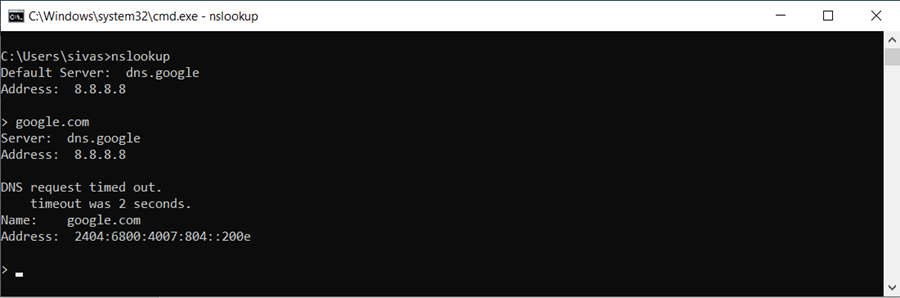 C:\Windows\system32\cmd.exe - nslookup
C:\Users\sivas>nslookup
Default Server:  dns.google
Address:  8.8.8.8
> google.com
Server:  dns.google
Address:  8.8.8.8
DNS request timed out.
    timeout was 2 seconds.
Name:    google.com
Address:  2404:6800:4007:804::200e
>